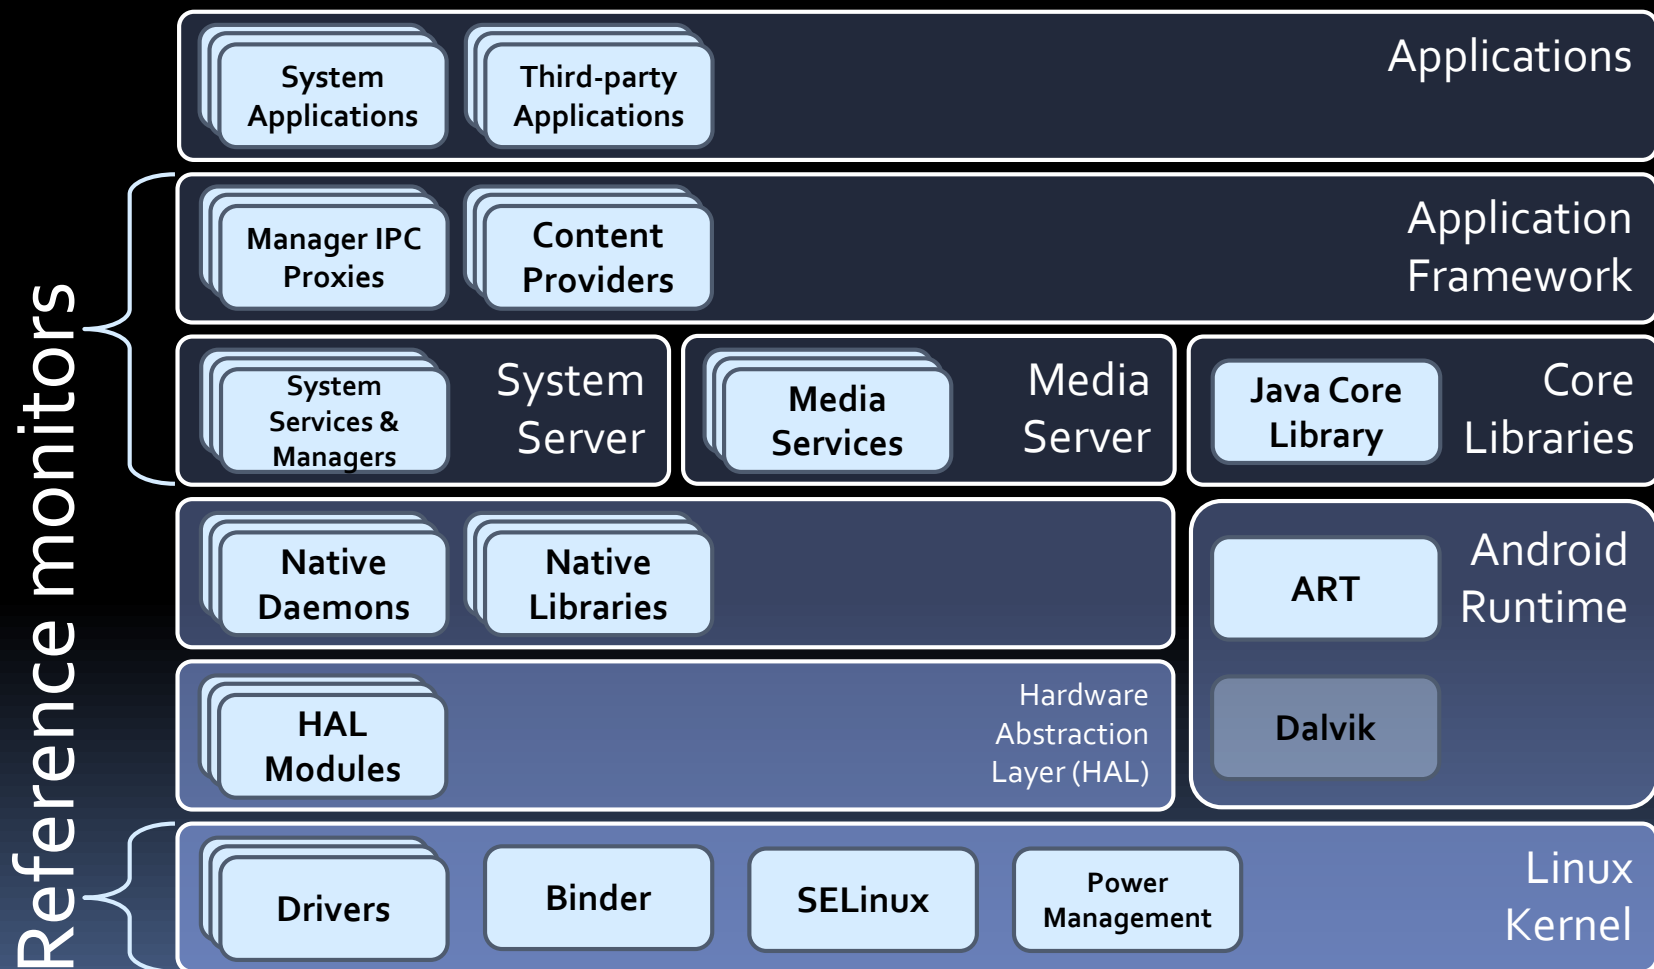 Reference monitors
System
Applications
Third-party
Applications
Applications
Manager IPC
Proxies
Content
Providers
Application
Framework
System
Services &
Managers
System
Server
Media
Services
Media
Server
Java Core
Library
Core
Libraries
Native
Daemons
Native
Libraries
ART
Dalvik
Android
Runtime
HAL
Modules
Hardware
Abstraction
Layer (HAL)
Drivers
Binder
SELinux
Power
Management
Linux
Kernel